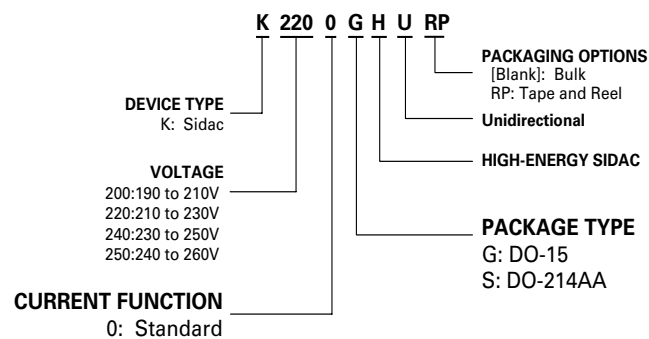 K 220 0 G H U RP
PACKAGING OPTIONS
[Blank]: Bulk
RP: Tape and Reel
Unidirectional
HIGH-ENERGY SIDAC
PACKAGE TYPE
G: DO-15
S: DO-214AA
DEVICE TYPE
K: Sidac
VOLTAGE
200:190 to 210V
220:210 to 230V
240:230 to 250V
250:240 to 260V
CURRENT FUNCTION
0: Standard